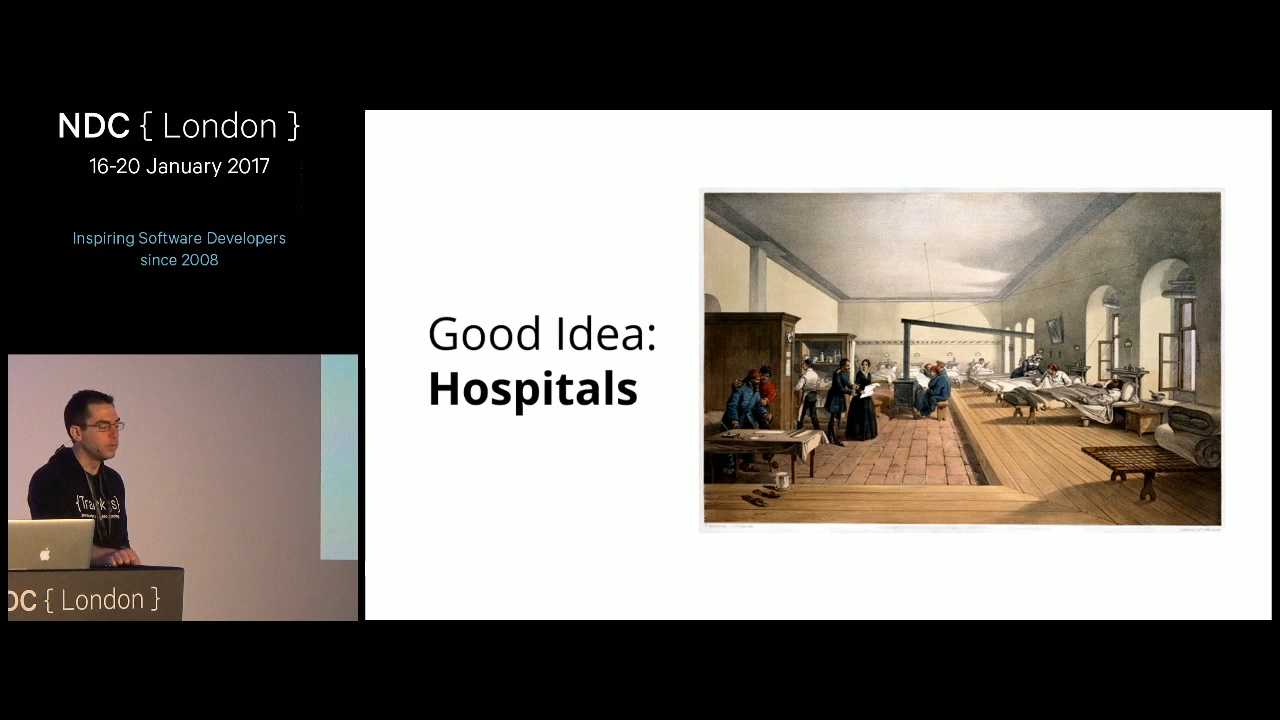 NDC { London }
16-20 January 2017
Inspiring Software Developers
since 2008
Good Idea:
Hospitals
DC { London }